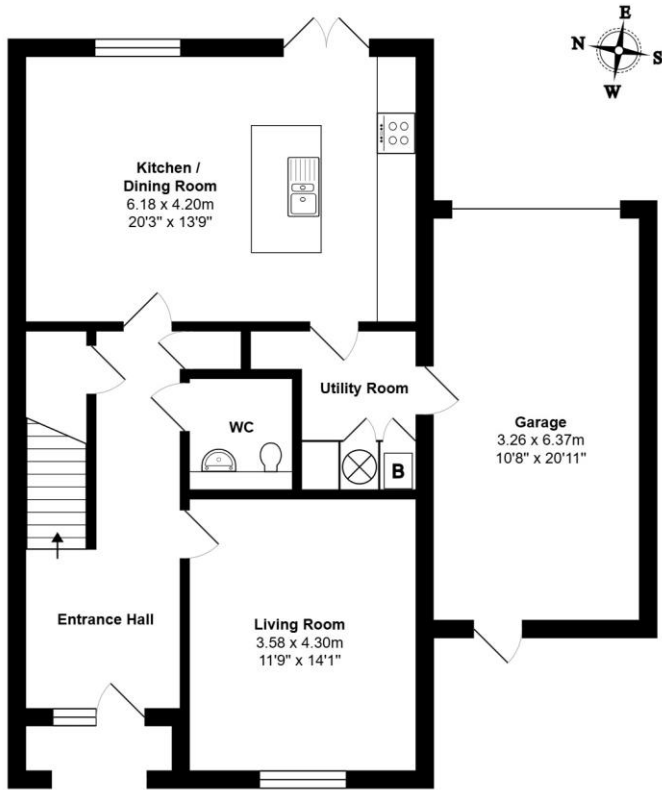 E
N
S
W
Kitchen /
Dining Room
6.18 x 4.20m
20'3" x 13'9"
Utility Room
WC
B
Garage
3.26 x 6.37m
10'8" x 20'11"
Entrance Hall
Living Room
3.58 x 4.30m
11'9" x 14'1"